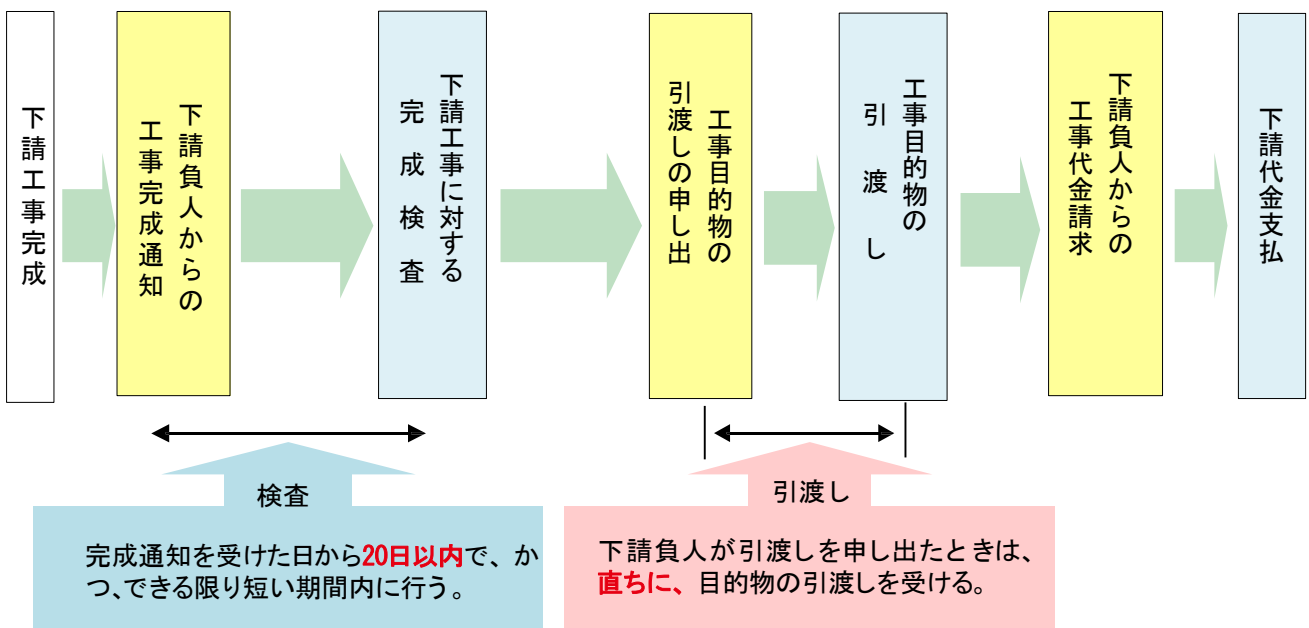 下請工事完成
下請負人からの
工事完成通知
下請工事に対する
完成検査
工事目的物の
引渡しの申し出
工事目的物の
引渡し
下請負人からの
工事代金請求
下請代金支払
検査
完成通知を受けた日から20日以内で、か
つ、できる限り短い期間内に行う。
引渡し
下請負人が引渡しを申し出たときは、
直ちに、目的物の引渡しを受ける。